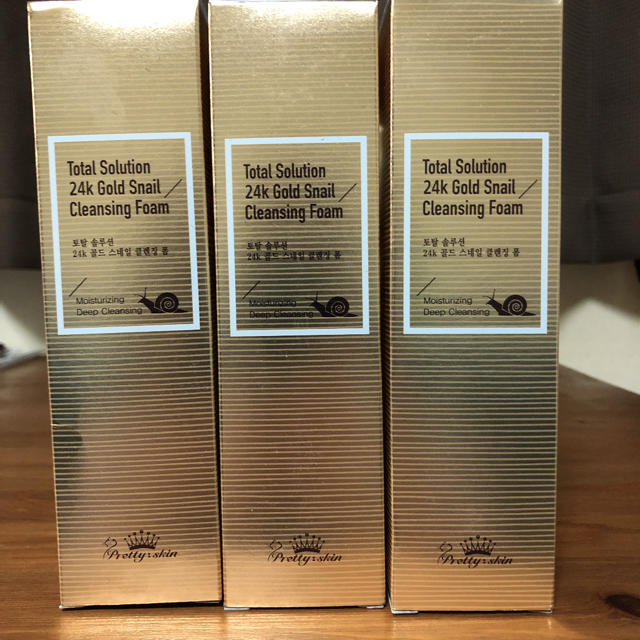 Total Solution
24k Gold Snail
Cleansing Foam
토탈 솔루션
24k 골드 스네일 클렌징 폼
Moisturizing
Deep Cleansing
Pretty skin
Total Solution
24k Gold Snail
Cleansing Foam
토탈 솔루션
24k 골드 스네일 클렌징 폼
Moisturizing
Deep Cleansing
Pretty skin
Total Solution
24k Gold Snail
Cleansing Foam
토탈 솔루션
24k 골드 스네일 클렌징 폼
Moisturizing
Deep Cleansing
Pretty skin